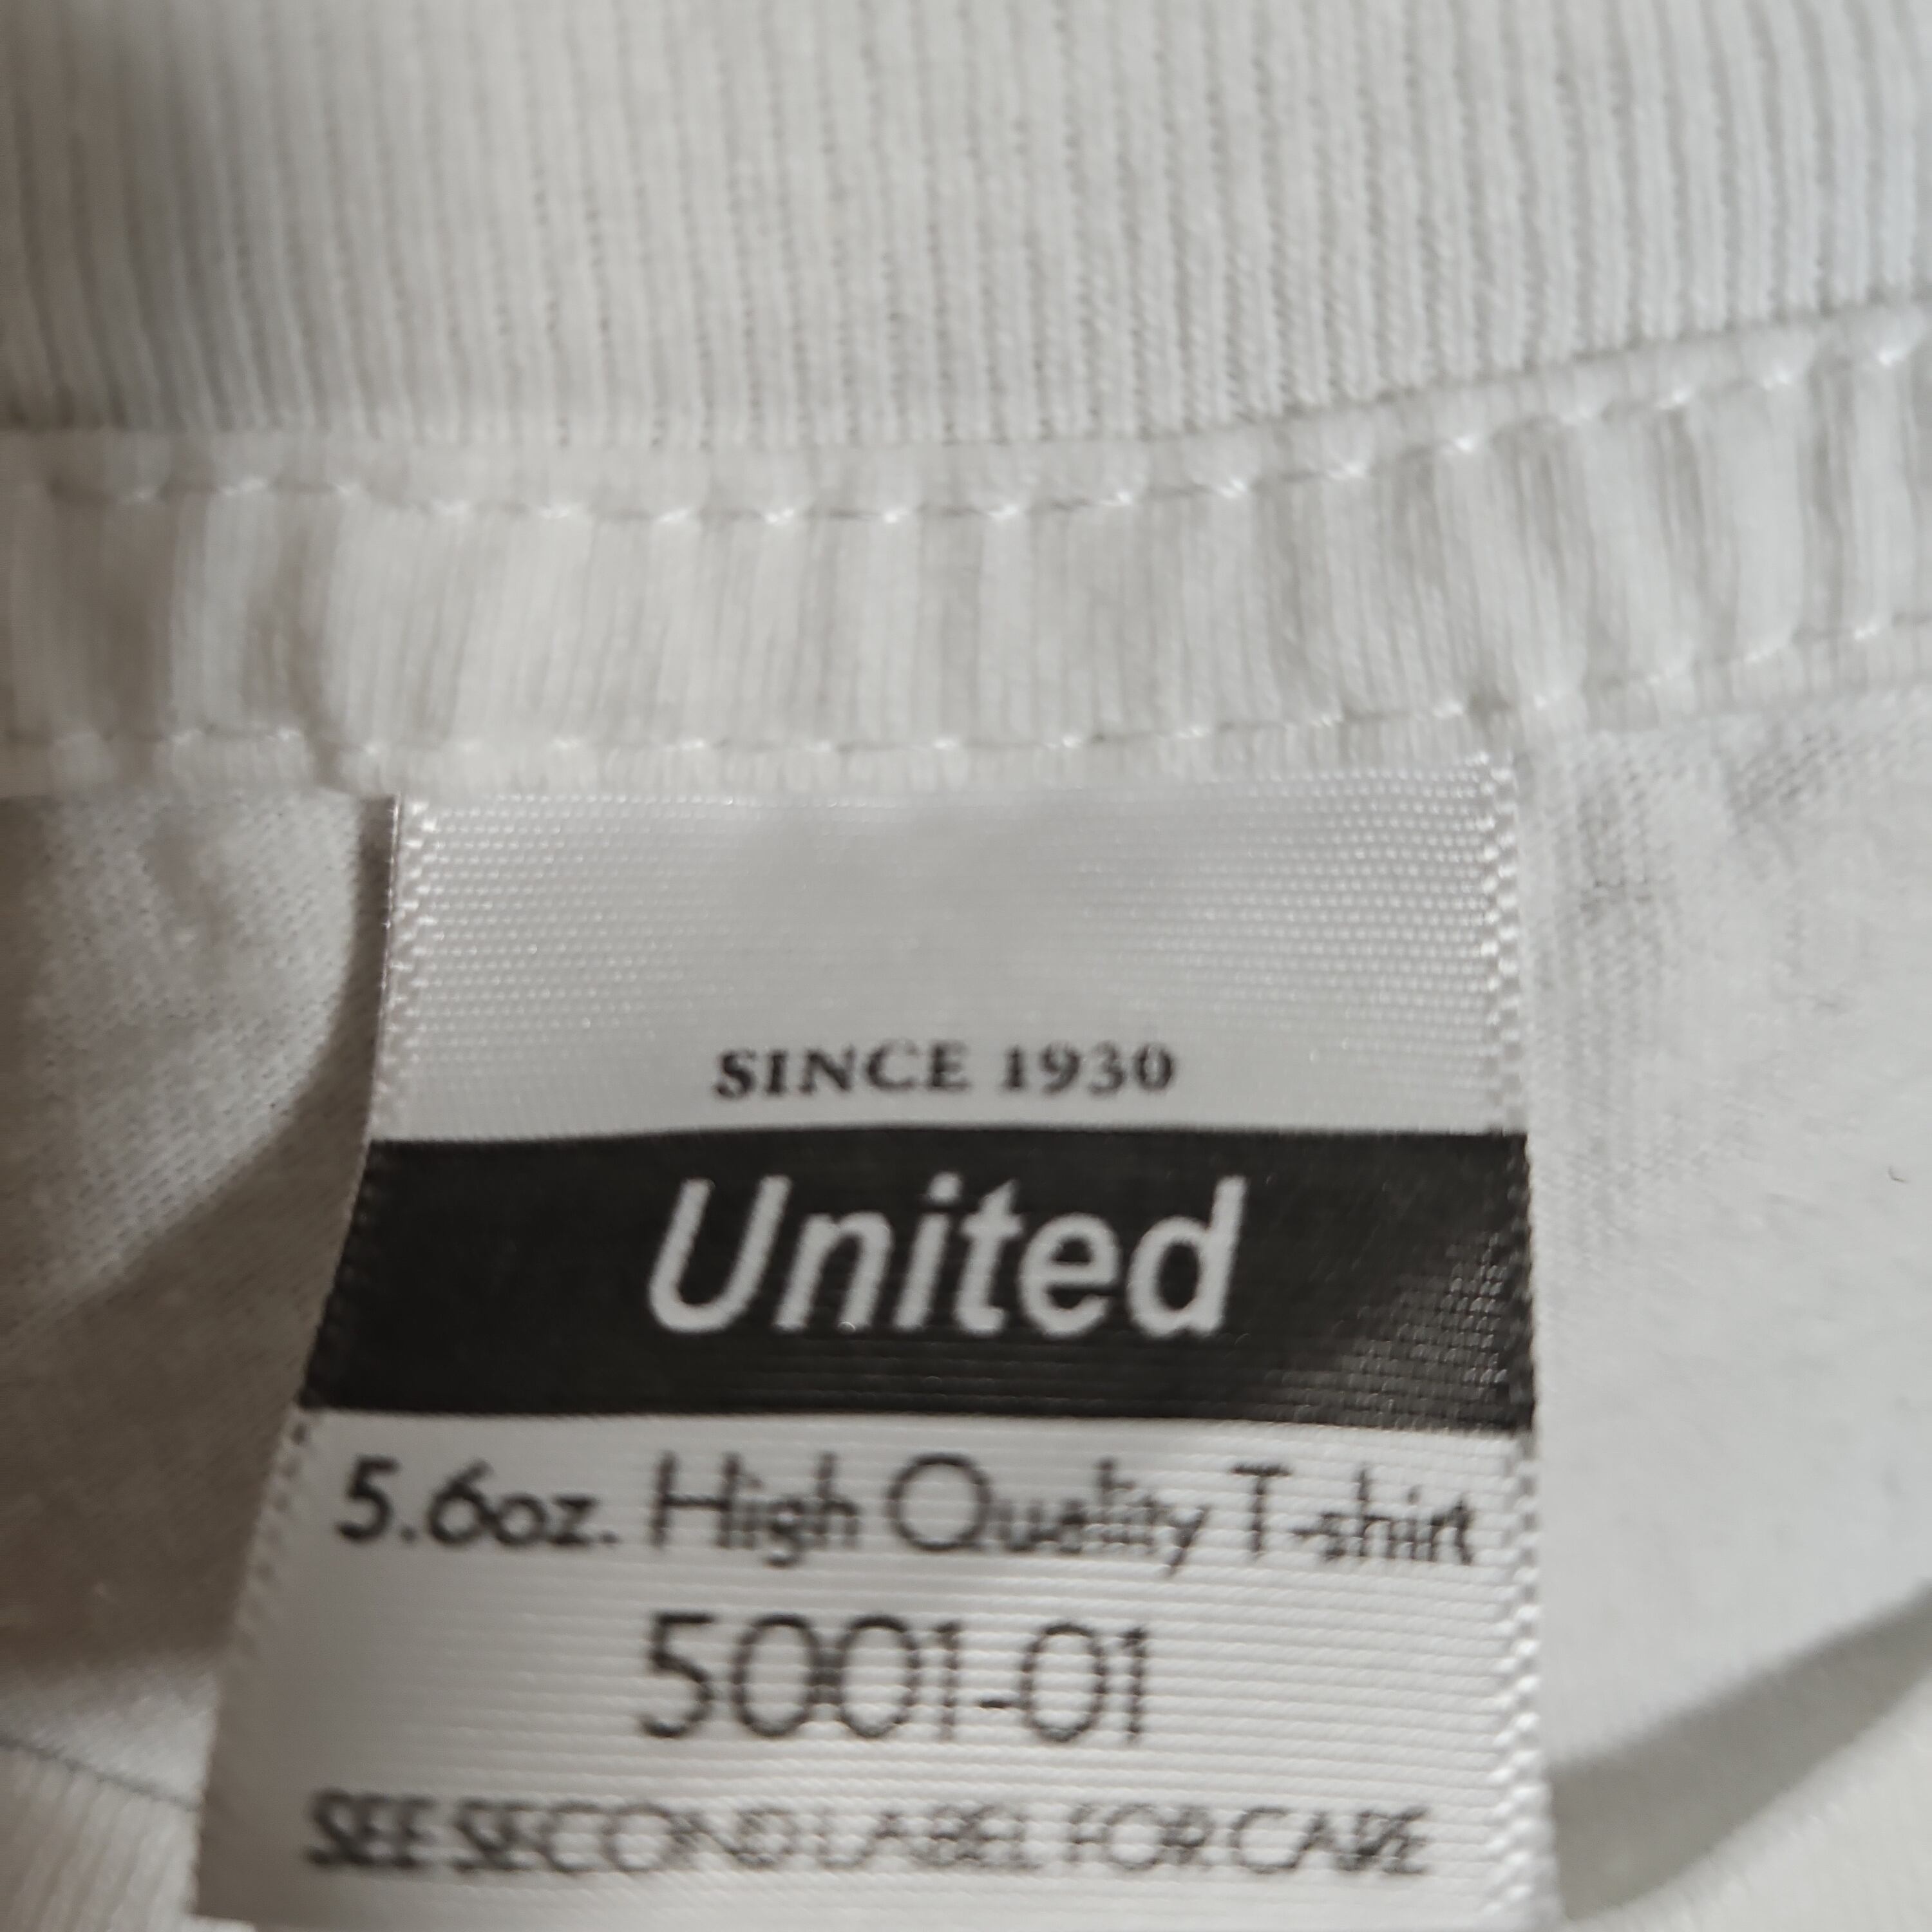 SINCE 1930
United
5.6oz. High Quality T-shirt
5001-01
SEE SECOND LABEL FOR CARE